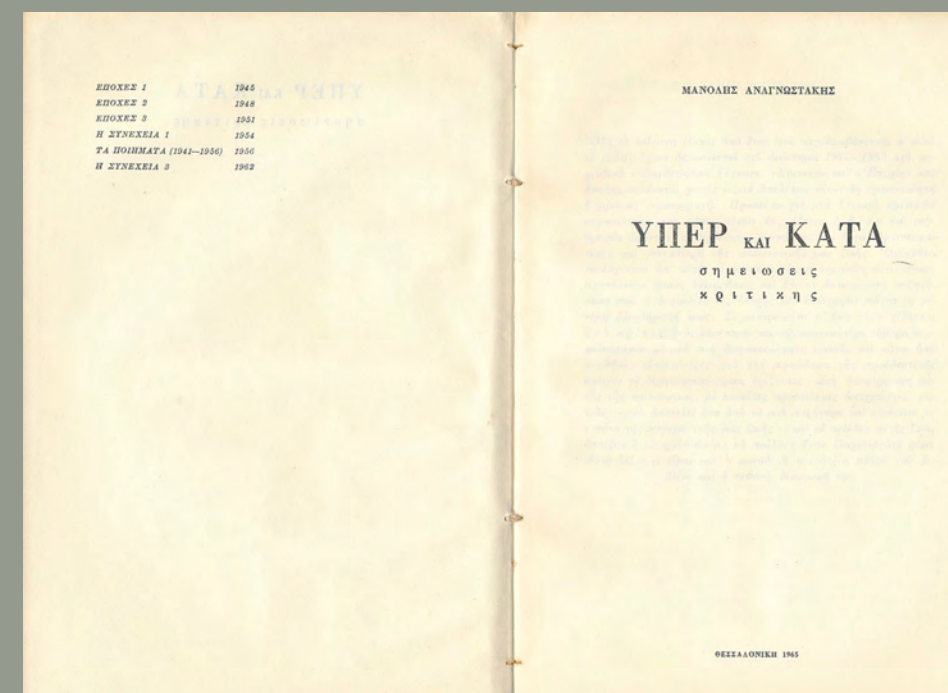 ΕΠΟΧΕΣ 1 1945
ΕΠΟΧΕΣ 2 1948
ΕΠΟΧΕΣ 3 1951
Η ΣΥΝΕΧΕΙΑ 1 1954
ΤΑ ΠΟΙΗΜΑΤΑ (1941—1956) 1956
Η ΣΥΝΕΧΕΙΑ 3 1962
ΜΑΝΟΛΗΣ ΑΝΑΓΝΩΣΤΑΚΗΣ
ΥΠΕΡ ΚΑΙ ΚΑΤΑ
σημειωσεις
κριτικης
ΘΕΣΣΑΛΟΝΙΚΗ 1965